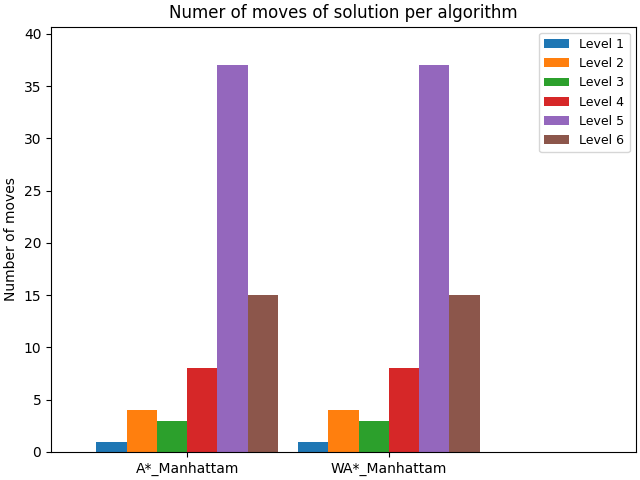 Numer of moves of solution per algorithm
Number of moves
40
35
30
25
20
15
10
5
0
A*_Manhattam
WA*_Manhattam
Level 1
Level 2
Level 3
Level 4
Level 5
Level 6